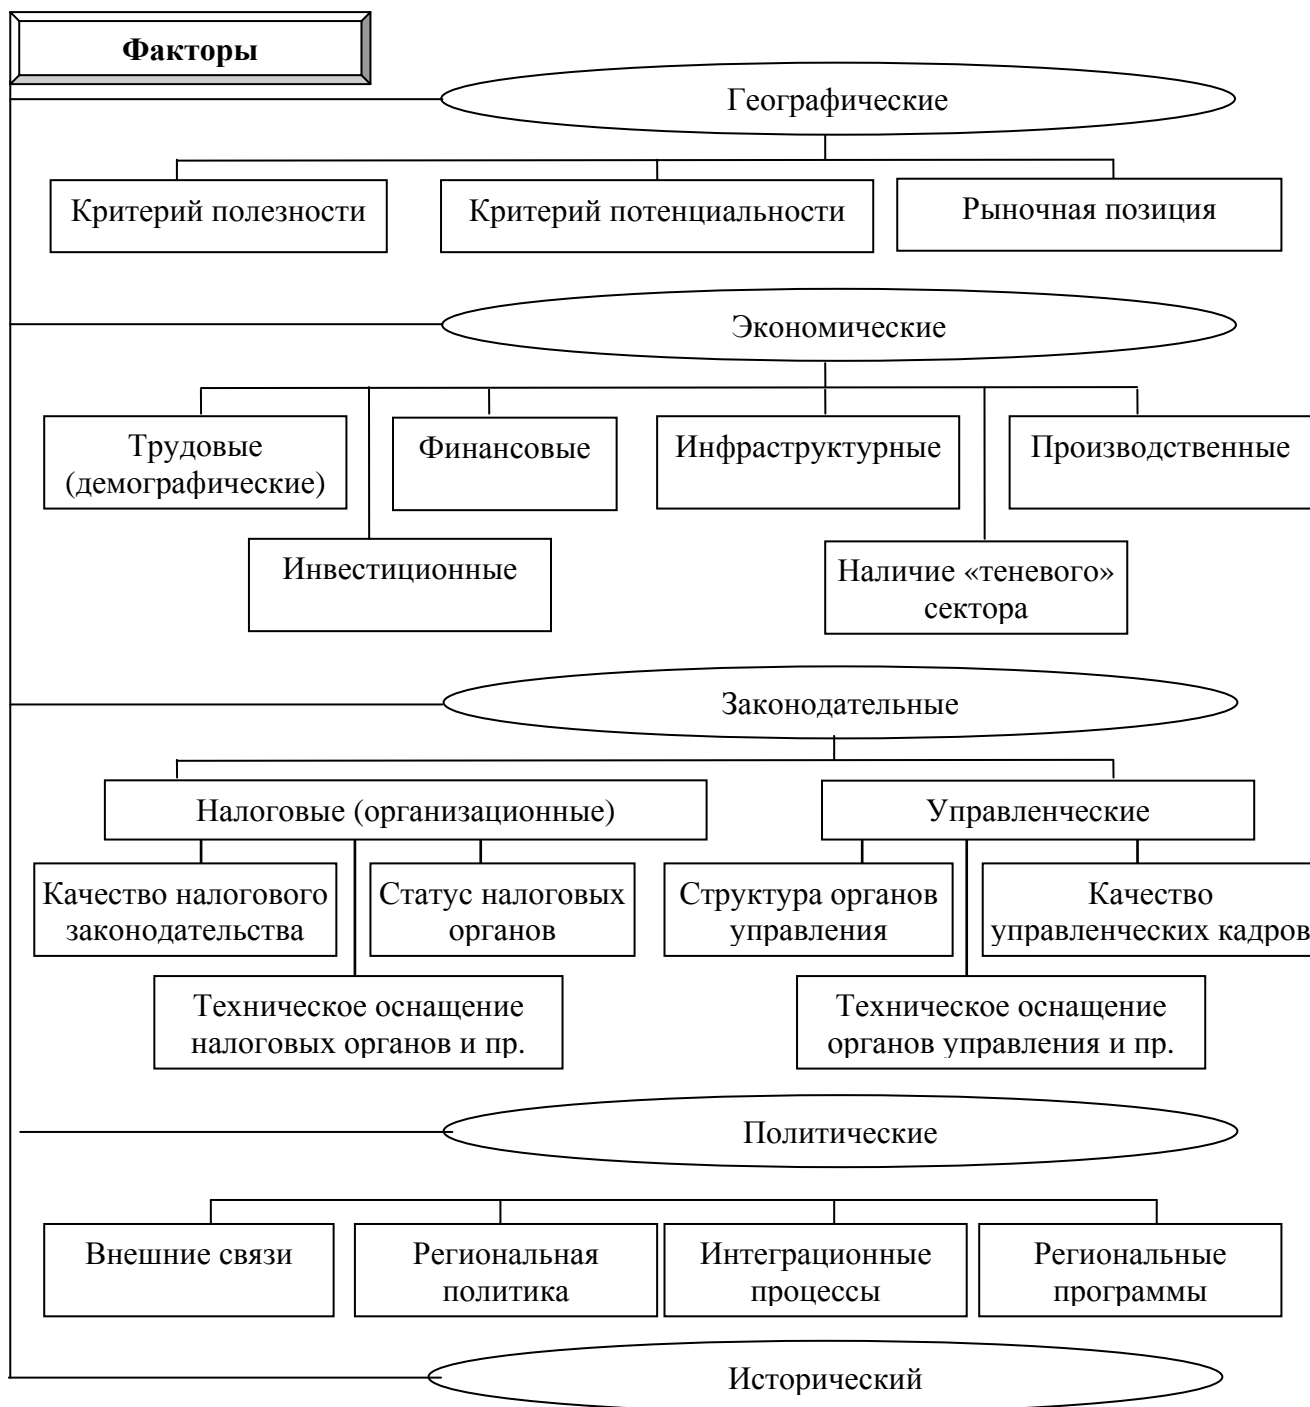 Факторы
Географические
Критерий полезности
Критерий потенциальности
Рыночная позиция
Экономические
Трудовые
(демографические)
Финансовые
Инфраструктурные
Производственные
Инвестиционные
Наличие «теневого»
сектора
Законодательные
Налоговые (организационные)
Управленческие
Качество налогового
законодательства
Статус налоговых
органов
Структура органов
управления
Качество
управленческих кадров
Техническое оснащение
налоговых органов и пр.
Техническое оснащение
органов управления и пр.
Политические
Внешние связи
Региональная
политика
Интеграционные
процессы
Региональные
программы
Исторический